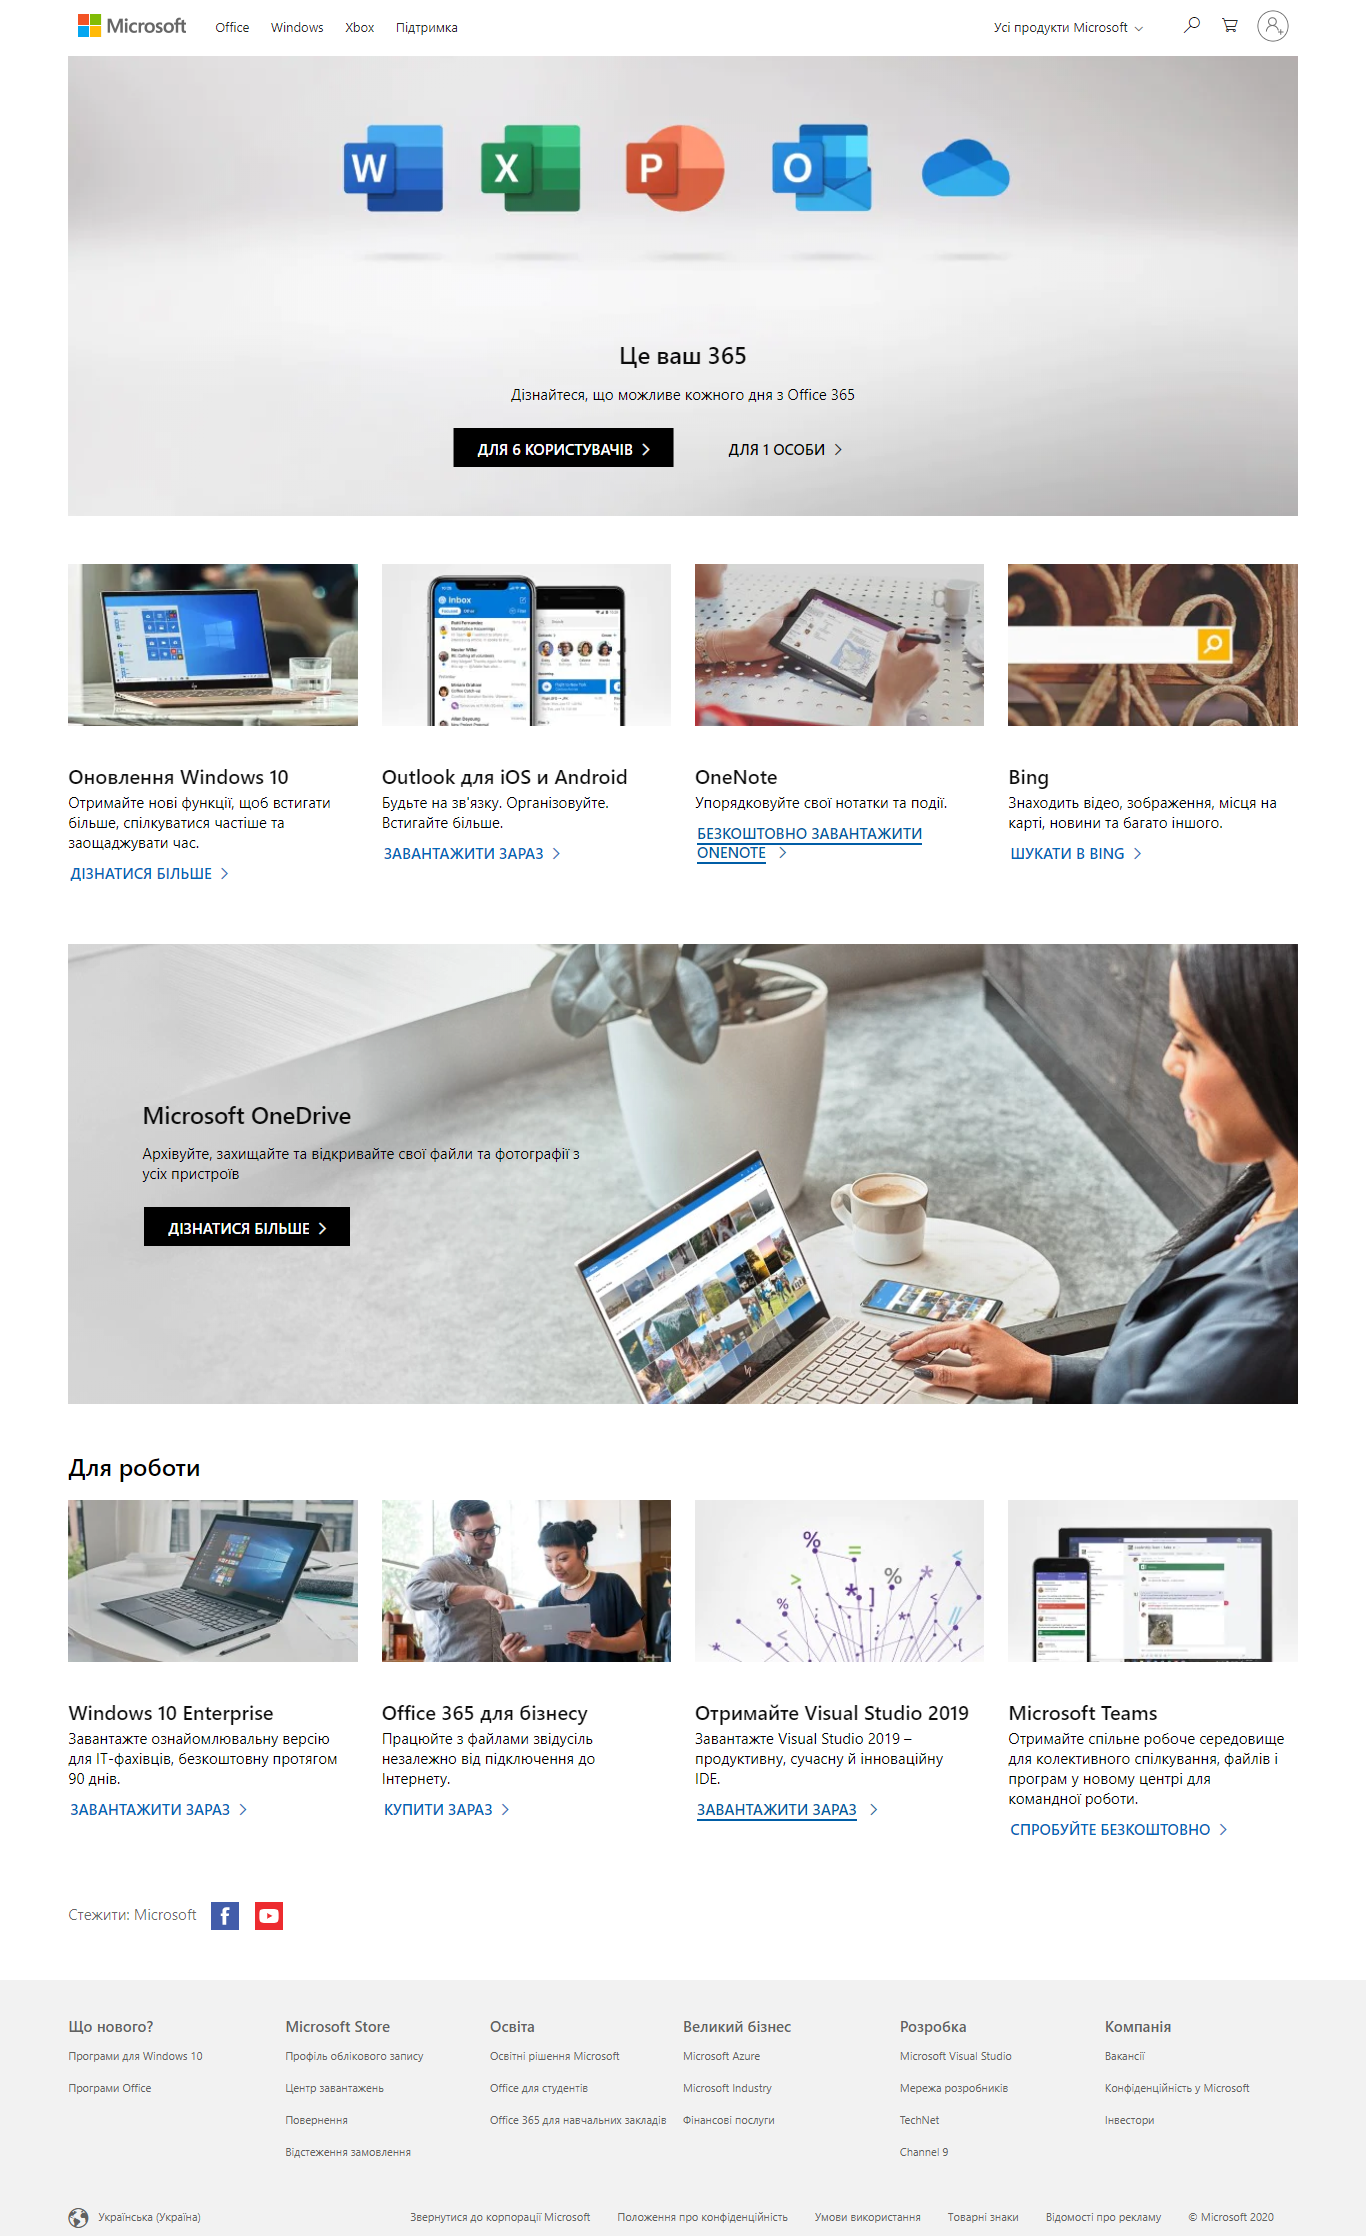 Microsoft
Office
Windows
Xbox
Підтримка
Усі продукти Microsoft
W
X
P
O
Це ваш 365
Дізнайтеся, що можливе кожного дня з Office 365
ДЛЯ 6 КОРИСТУВАЧІВ
ДЛЯ 1 ОСОБИ
Inbox
Оновлення Windows 10
Отримайте нові функції, щоб встигати
більше, спілкуватися частіше та
заощаджувати час.
ДІЗНАТИСЯ БІЛЬШЕ
Outlook для iOS и Android
Будьте на зв'язку. Організовуйте.
Встигайте більше.
ЗАВАНТАЖИТИ ЗАРАЗ
OneNote
Упорядковуйте свої нотатки та події.
БЕЗКОШТОВНО ЗАВАНТАЖИТИ
ONENOTE
Bing
Знаходить відео, зображення, місця на
карті, новини та багато іншого.
ШУКАТИ В BING
Microsoft OneDrive
Архівуйте, захищайте та відкривайте свої файли та фотографії з
усіх пристроїв
ДІЗНАТИСЯ БІЛЬШЕ
Для роботи
Windows 10 Enterprise
Завантажте ознайомлювальну версію
для ІТ-фахівців, безкоштовну протягом
90 днів.
ЗАВАНТАЖИТИ ЗАРАЗ
Office 365 для бізнесу
Працюйте з файлами звідусіль
незалежно від підключення до
Інтернету.
КУПИТИ ЗАРАЗ
Отримайте Visual Studio 2019
Завантажте Visual Studio 2019 –
продуктивну, сучасну й інноваційну
IDE.
ЗАВАНТАЖИТИ ЗАРАЗ
Microsoft Teams
Отримайте спільне робоче середовище
для колективного спілкування, файлів і
програм у новому центрі для
командної роботи.
СПРОБУЙТЕ БЕЗКОШТОВНО
Стежити: Microsoft
Що нового?
Програми для Windows 10
Програми Office
Microsoft Store
Профіль облікового запису
Центр завантажень
Повернення
Відстеження замовлення
Освіта
Освітні рішення Microsoft
Office для студентів
Office 365 для навчальних закладів
Великий бізнес
Microsoft Azure
Microsoft Industry
Фінансові послуги
Розробка
Microsoft Visual Studio
Мережа розробників
TechNet
Channel 9
Компанія
Вакансії
Конфіденційність у Microsoft
Інвестори
Українська (Україна)
Звернутися до корпорації Microsoft
Положення про конфіденційність
Умови використання
Товарні знаки
Відомості про рекламу
© Microsoft 2020